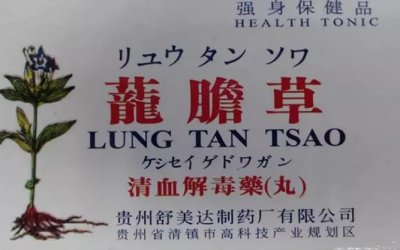 强身保健品
HEALTH TONIC
リユウ タン ソワ
蘢膽草
LUNG TAN TSAO
ケシセイ ゲドワガン
清血解毒藥(丸)
贵州舒美达制药厂有限公司
贵州省清镇市高科技产业规划区